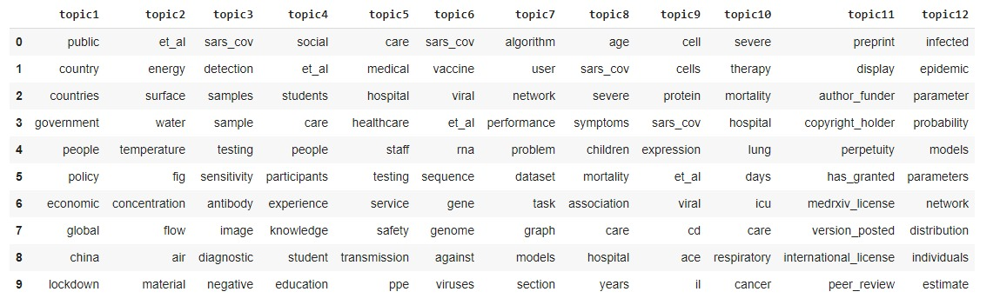 topic1 topic2 topic3 topic4 topic5 topic6 topic7 topic8 topic9 topic10 topic11 topic12
0 public et_al sars_cov social care sars_cov algorithm age cell severe preprint infected
1 country energy detection et_al medical vaccine user sars_cov cells therapy display epidemic
2 countries surface samples students hospital viral network severe protein mortality author_funder parameter
3 government water sample care healthcare et_al performance symptoms sars_cov hospital copyright_holder probability
4 people temperature testing people staff rna problem children expression lung perpetuity models
5 policy fig sensitivity participants testing sequence dataset mortality et_al days has_granted parameters
6 economic concentration antibody experience service gene task association viral icu medrxiv_license network
7 global flow image knowledge safety genome graph care cd care version_posted distribution
8 china air diagnostic student transmission against models hospital ace respiratory international_license individuals
9 lockdown material negative education ppe viruses section years il cancer peer_review estimate